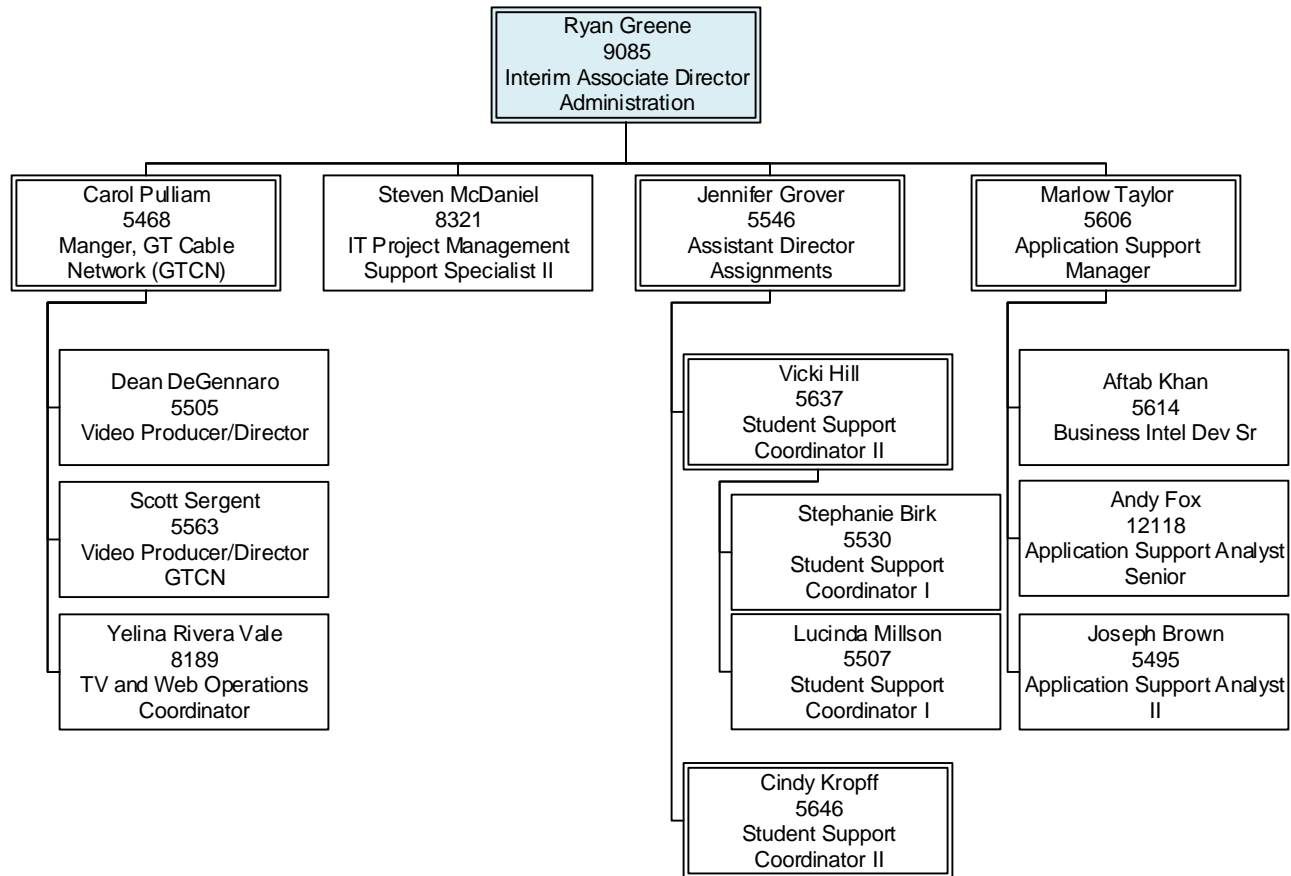 Ryan Greene
9085
Interim Associate Director
Administration
Carol Pulliam
5468
Manger, GT Cable
Network (GTCN)
Steven McDaniel
8321
IT Project Management
Support Specialist II
Jennifer Grover
5546
Assistant Director
Assignments
Marlow Taylor
5606
Application Support
Manager
Dean DeGennaro
5505
Video Producer/Director
Scott Sergent
5563
Video Producer/Director
GTCN
Yelina Rivera Vale
8189
TV and Web Operations
Coordinator
Vicki Hill
5637
Student Support
Coordinator II
Stephanie Birk
5530
Student Support
Coordinator I
Lucinda Millson
5507
Student Support
Coordinator I
Cindy Kropff
5646
Student Support
Coordinator II
Aftab Khan
5614
Business Intel Dev Sr
Andy Fox
12118
Application Support Analyst
Senior
Joseph Brown
5495
Application Support Analyst
II